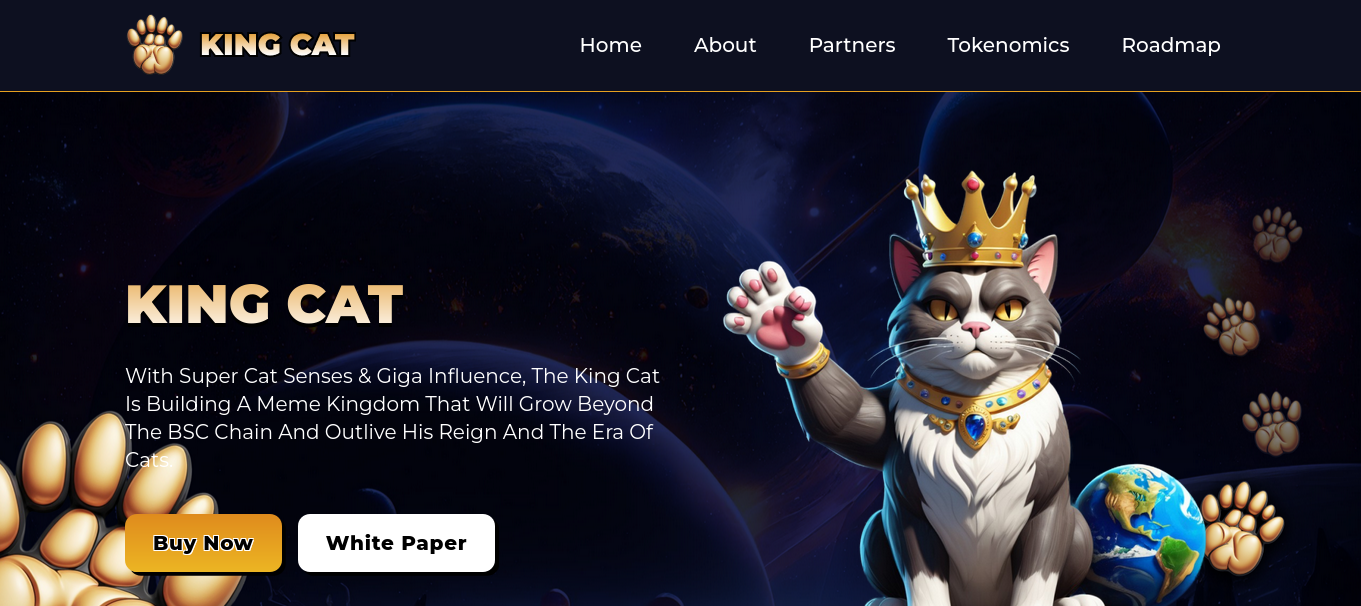 KING CAT
Home
About
Partners
Tokenomics
Roadmap
KING CAT
With Super Cat Senses & Giga Influence, The King Cat
Is Building A Meme Kingdom That Will Grow Beyond
The BSC Chain And Outlive His Reign And The Era Of
Cats.
Buy Now
White Paper